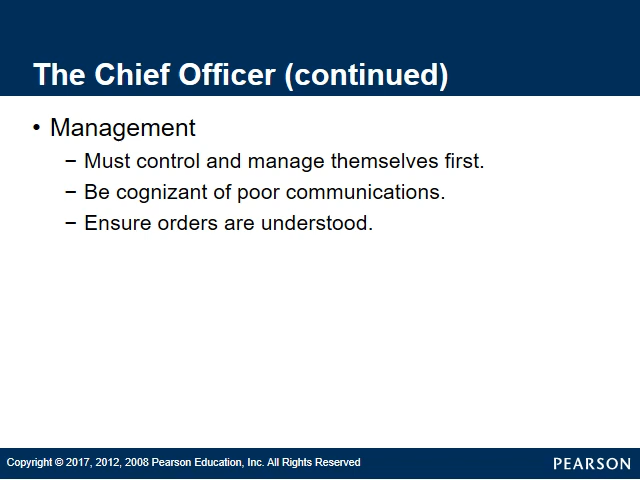 The Chief Officer (continued)
• Management
− Must control and manage themselves first.
− Be cognizant of poor communications.
− Ensure orders are understood.
Copyright © 2017, 2012, 2008 Pearson Education, Inc. All Rights Reserved
PEARSON